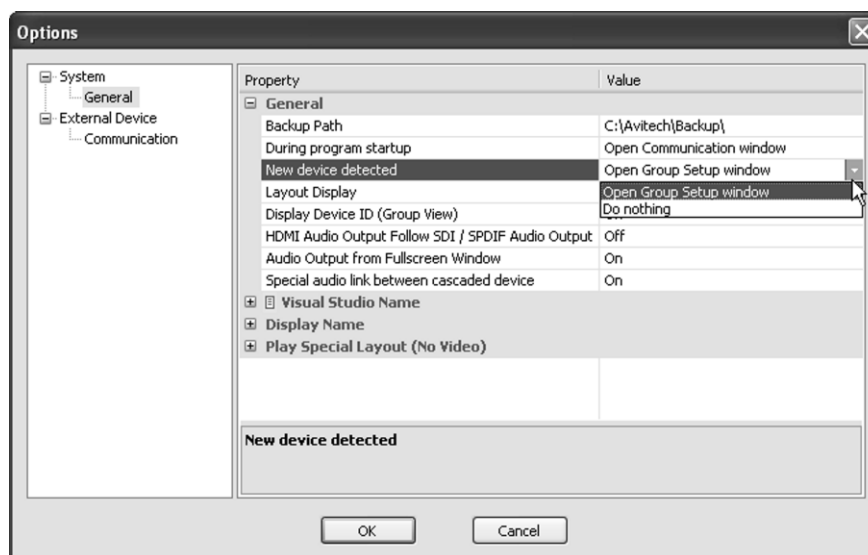 Options
System
General
External Device
Communication
Property Value
General
Backup Path C:\Avitech\Backup\
During program startup Open Communication window
New device detected Open Group Setup window
Layout Display Open Group Setup window
Display Device ID (Group View) Do nothing
HDMI Audio Output Follow SDI / SPDIF Audio Output Off
Audio Output from Fullscreen Window On
Special audio link between cascaded device On
Visual Studio Name
Display Name
Play Special Layout (No Video)
New device detected
OK Cancel